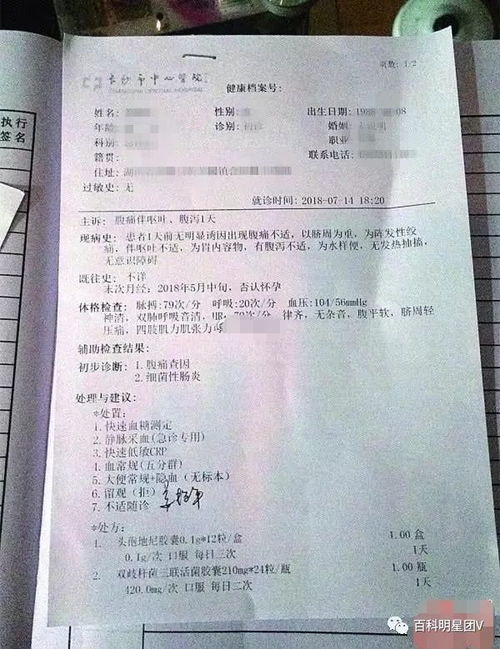 长沙市中心医院
页数: 1/2
健康档案号:
执行
签名
姓名
性别
出生日期: 198
08
年龄
诊别:
婚姻
科
职业
籍贯:
联系电话:
住址: 湖
过敏史: 无
就诊时间: 2018-07-14 18:20
主诉: 腹痛伴呕吐、腹泻1天
现病史: 患者1天前无明显诱因出现腹痛不适，以脐周为重，为阵发性绞
痛，伴呕吐不适，为胃内容物，有腹泻不适，为水样便，无发热抽搐，
无意识障碍
既往史: 不详
末次月经: 2018年5月中旬，否认怀孕
体格检查: 脉搏:79次/分 呼吸:20次/分 血压:104/56mmHg
神清，双肺呼吸音清，HR: 79次/分 律齐，无杂音，腹平软，脐周轻
压痛，四肢肌力肌张力
辅助检查结果:
初步诊断: 1.腹痛查因
2.细菌性肠炎
处理与建议:
*处置:
1.快速血糖测定
2.静脉采血(急诊专用)
3.快速低敏CRP
4.血常规(五分群)
5.大便常规+隐血(无标本)
6.留观(拒)
7.不适随诊
*处方:
1. 头孢地尼胶囊0.1g*12粒/盒 1.00 盒
0.1g/次 口服 每日三次 1天
2. 双歧杆菌三联活菌胶囊210mg*24粒/瓶 1.00 瓶
420.0mg/次 口服 每日二次 1天
百科明星团V